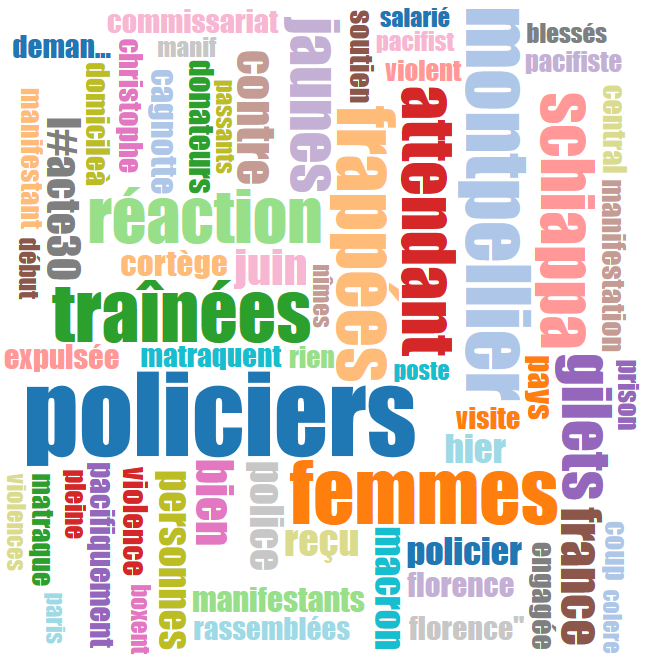 commissariat
salarié
deman...
manif
pacifist
blessés
pacifiste
violent
christophe
domicileà
cagnotte
donateurs
passants
contre
jaunes
soutien
frappées
attendant
montpellier
schiappa
central
manifestation
manifestant
l#acte30
début
réaction
cortège
juin
nîmes
traînées
expulsée
matraquent
rien
poste
policiers
pays
visite
hier
gilets
prison
femmes
violences
matraque
pleine
pacifiquement
violence
personnes
bien
police
reçu
macron
policier
france
coup
colere
engagée
florence
florence"
boxent
manifestants
rassemblées
paris